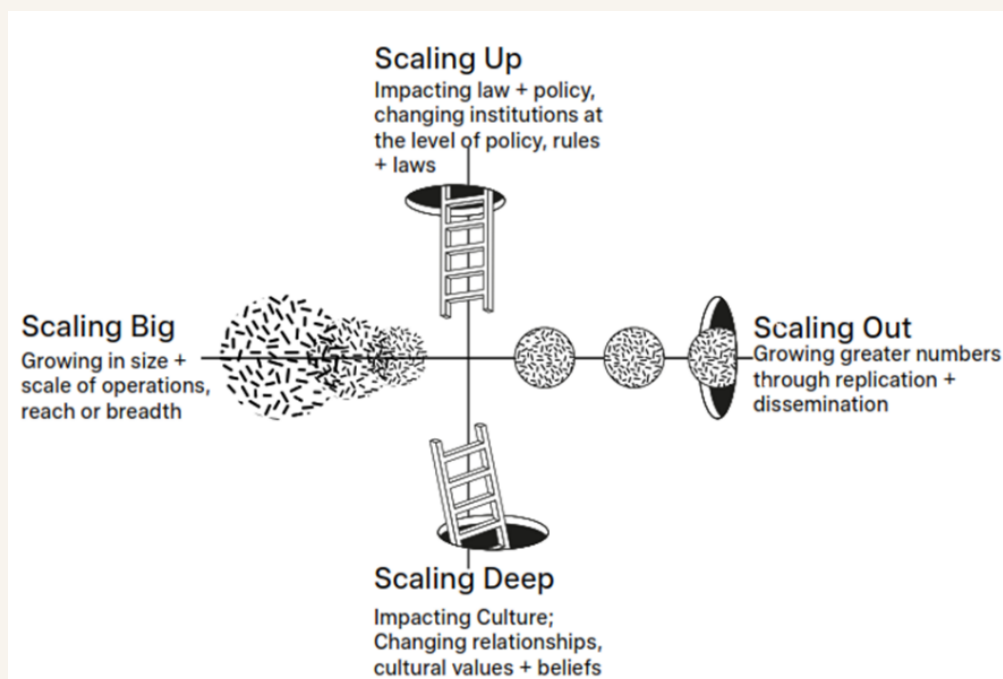 Scaling Up
Impacting law + policy,
changing institutions at
the level of policy, rules
+ laws
Scaling Big
Growing in size +
scale of operations,
reach or breadth
Scaling Out
Growing greater numbers
through replication +
dissemination
Scaling Deep
Impacting Culture;
Changing relationships,
cultural values + beliefs